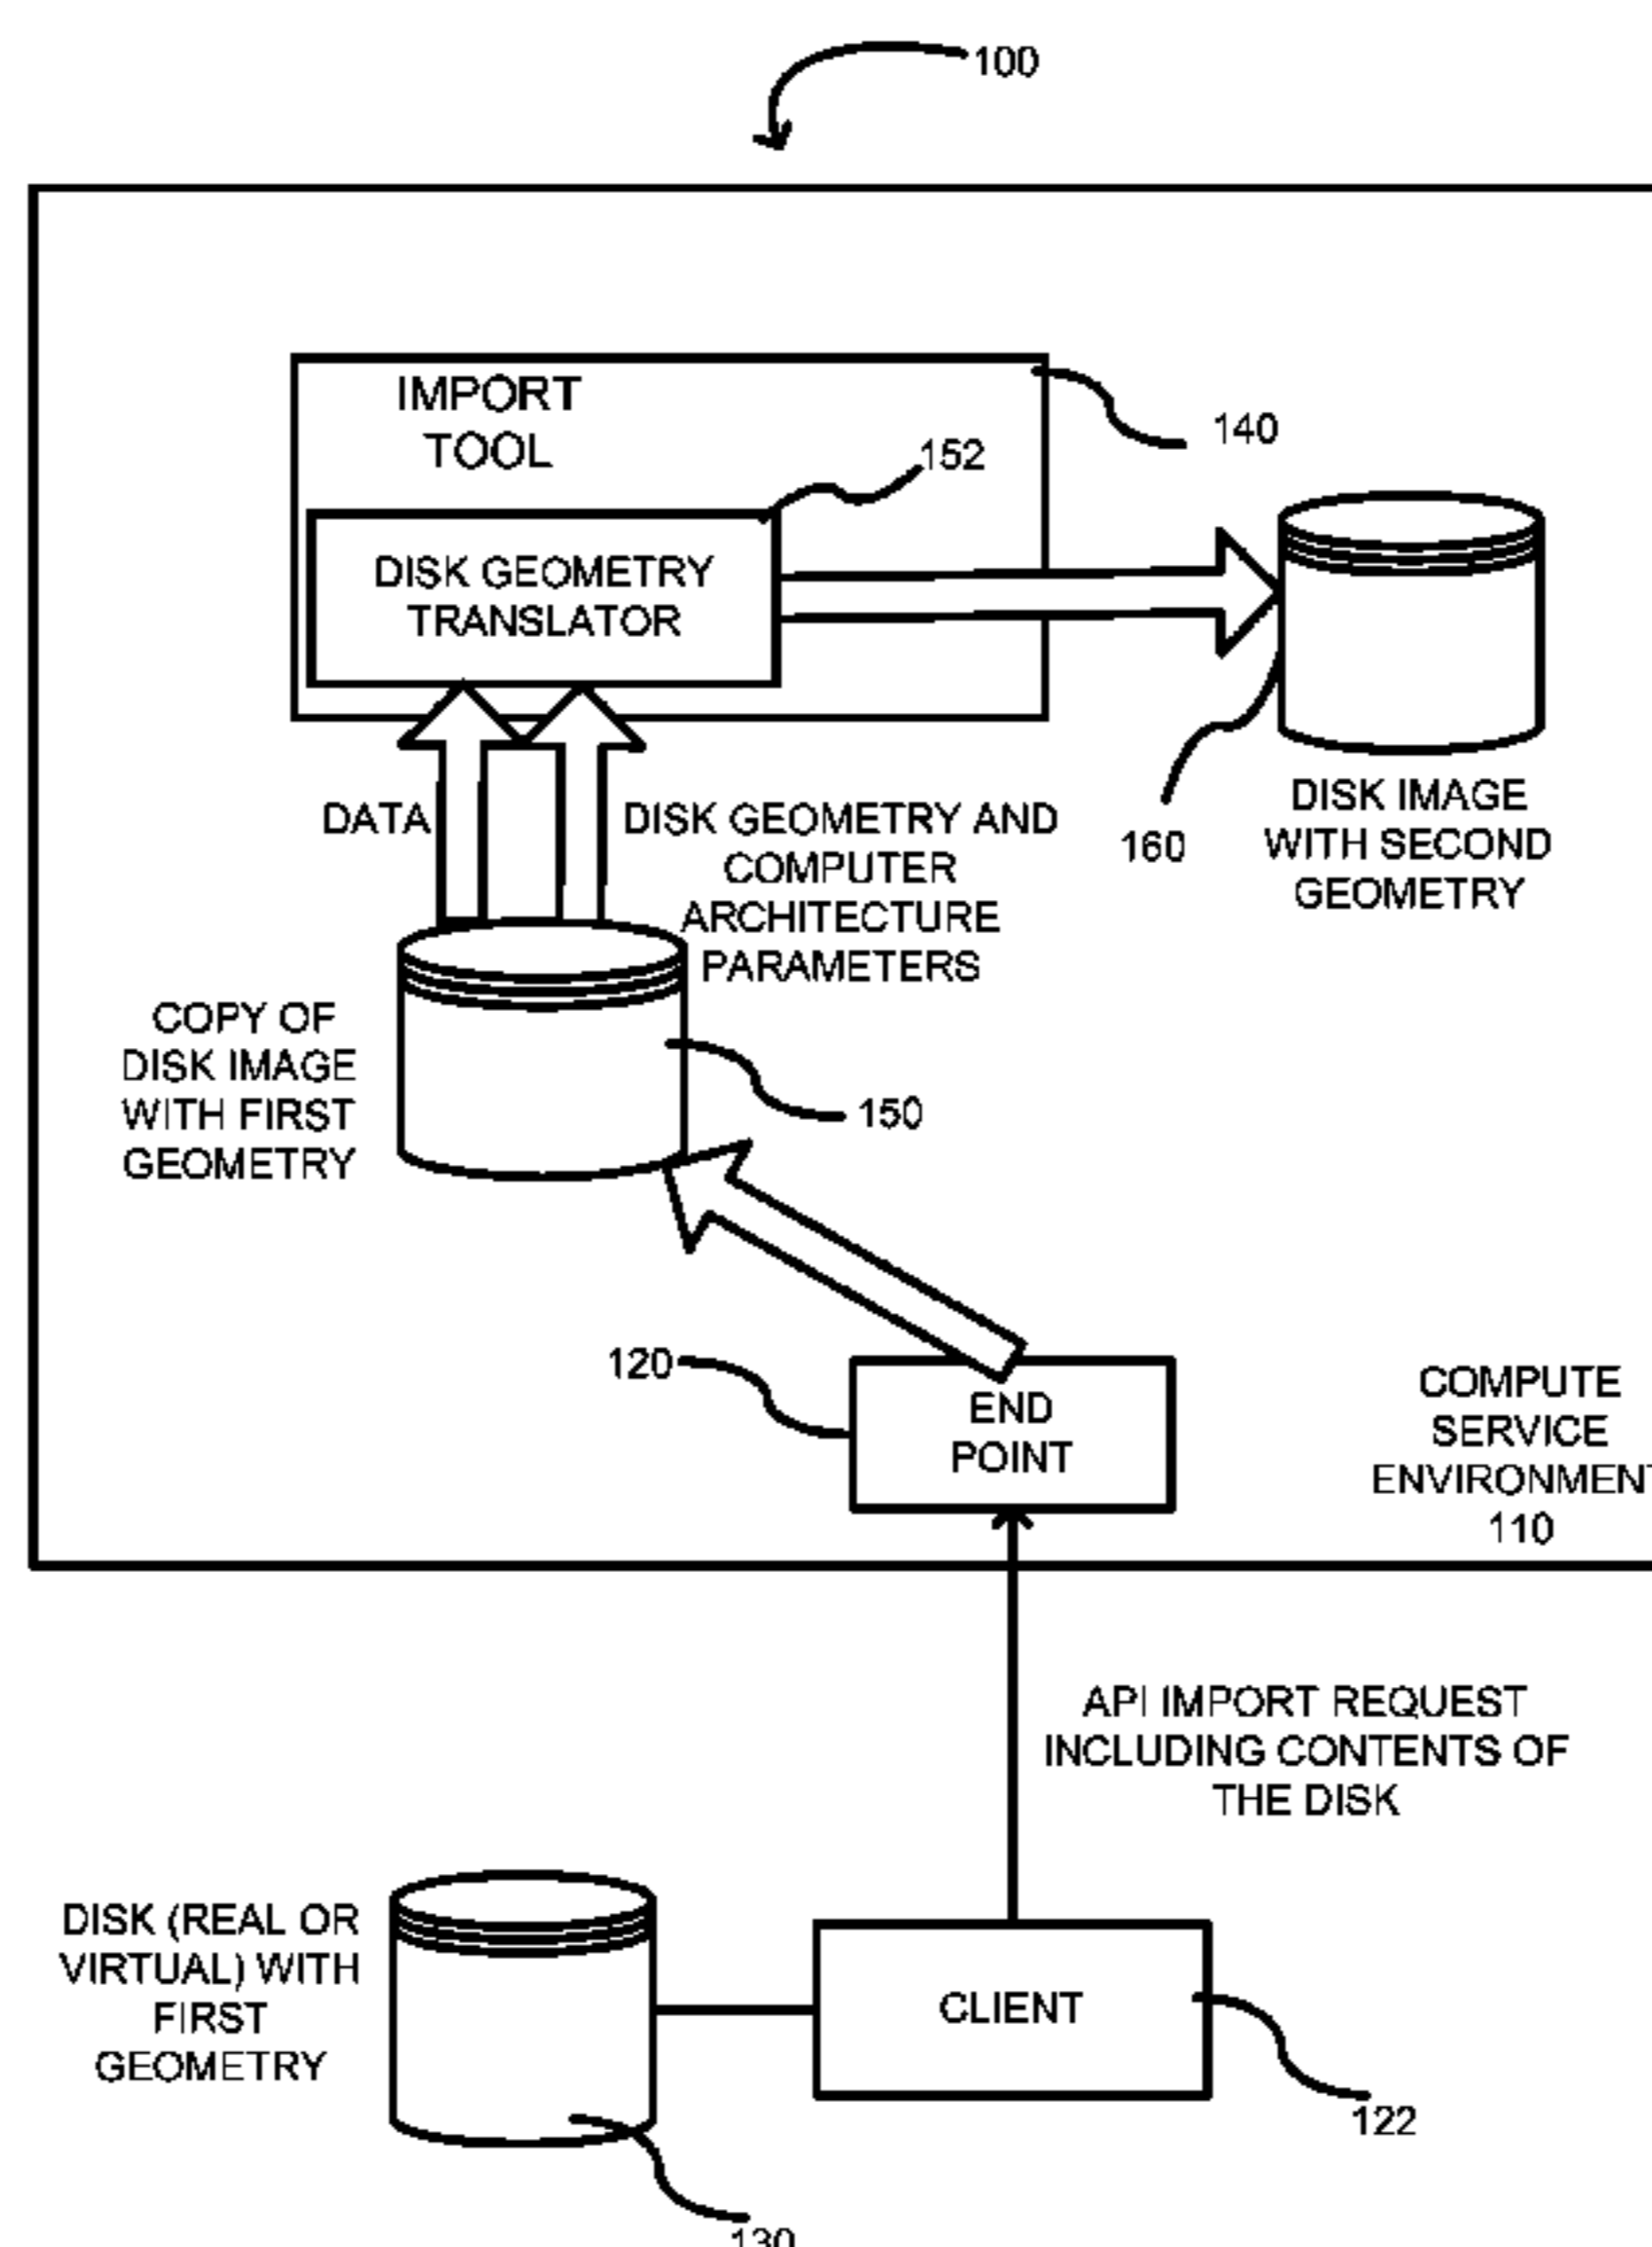 100
IMPORT
TOOL
140
152
DISK GEOMETRY
TRANSLATOR
DATA
DISK GEOMETRY AND
COMPUTER
ARCHITECTURE
PARAMETERS
160
DISK IMAGE
WITH SECOND
GEOMETRY
COPY OF
DISK IMAGE
WITH FIRST
GEOMETRY
150
120
END
POINT
COMPUTE
SERVICE
ENVIRONMENT
110
API IMPORT REQUEST
INCLUDING CONTENTS OF
THE DISK
DISK (REAL OR
VIRTUAL) WITH
FIRST
GEOMETRY
CLIENT
122
130